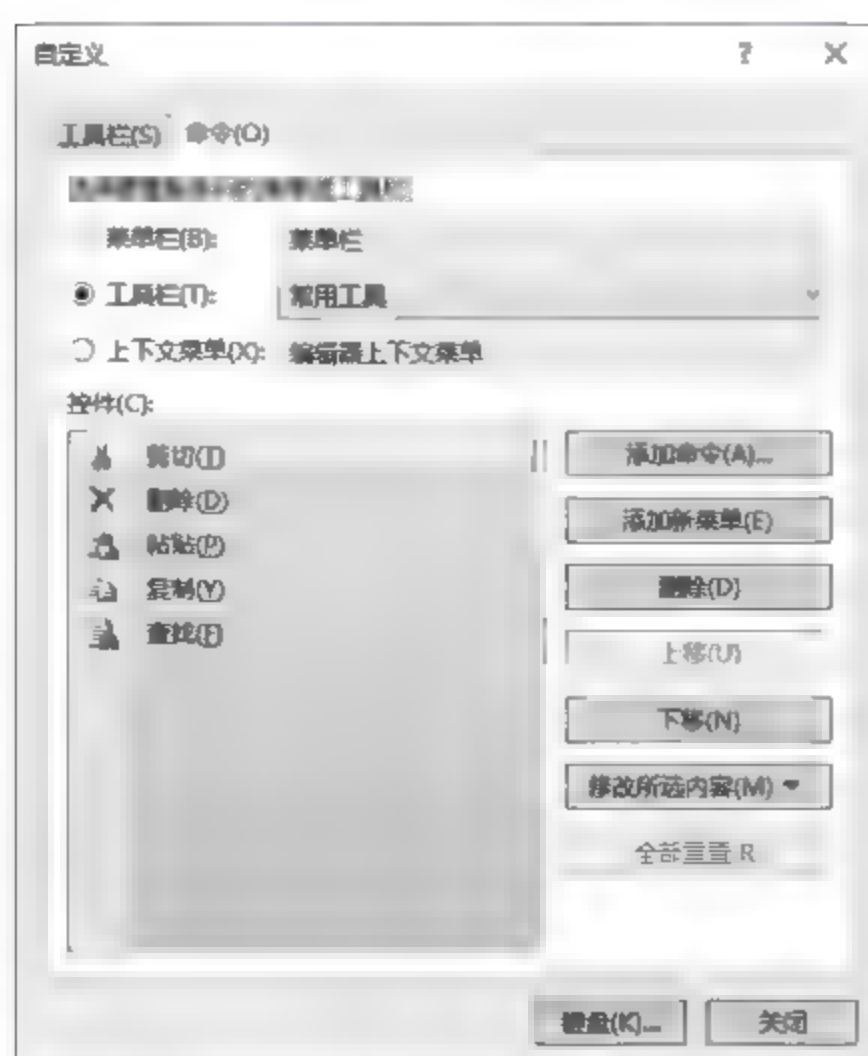 自定义
工具栏(S) 命令(O)
菜单栏(B): 菜单栏
工具栏(T): 常用工具
上下文菜单(X): 编辑器上下文菜单
控件(C):
剪切(T)
删除(D)
帖贴(P)
复制(Y)
查找(F)
添加命令(A)...
添加新菜单(E)
删除(D)
上移(U)
下移(N)
修改所选内容(M)
全部重置 R
键盘(K)... 关闭